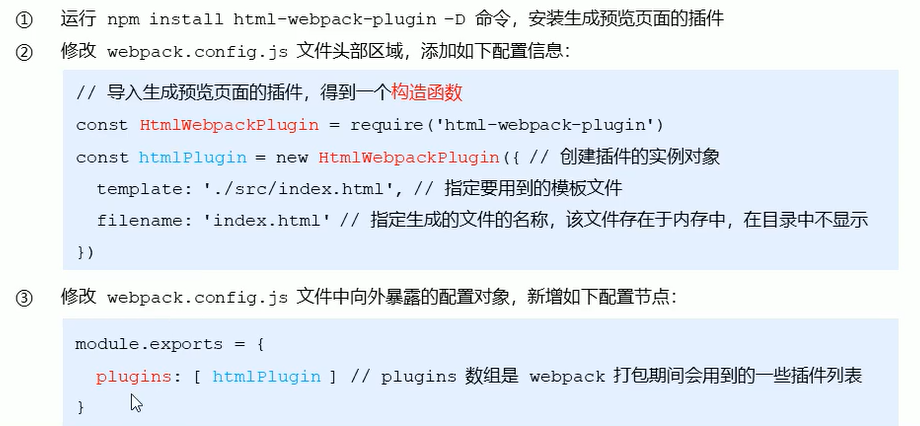 ① 运行 npm install html-webpack-plugin –D 命令，安装生成预览页面的插件
② 修改 webpack.config.js 文件头部区域，添加如下配置信息：
// 导入生成预览页面的插件，得到一个构造函数
const HtmlWebpackPlugin = require('html-webpack-plugin')
const htmlPlugin = new HtmlWebpackPlugin({ // 创建插件的实例对象
template: './src/index.html', // 指定要用到的模板文件
filename: 'index.html' // 指定生成的文件的名称，该文件存在于内存中，在目录中不显示
})
③ 修改 webpack.config.js 文件中向外暴露的配置对象，新增如下配置节点：
module.exports = {
plugins: [ htmlPlugin ] // plugins 数组是 webpack 打包期间会用到的一些插件列表
}